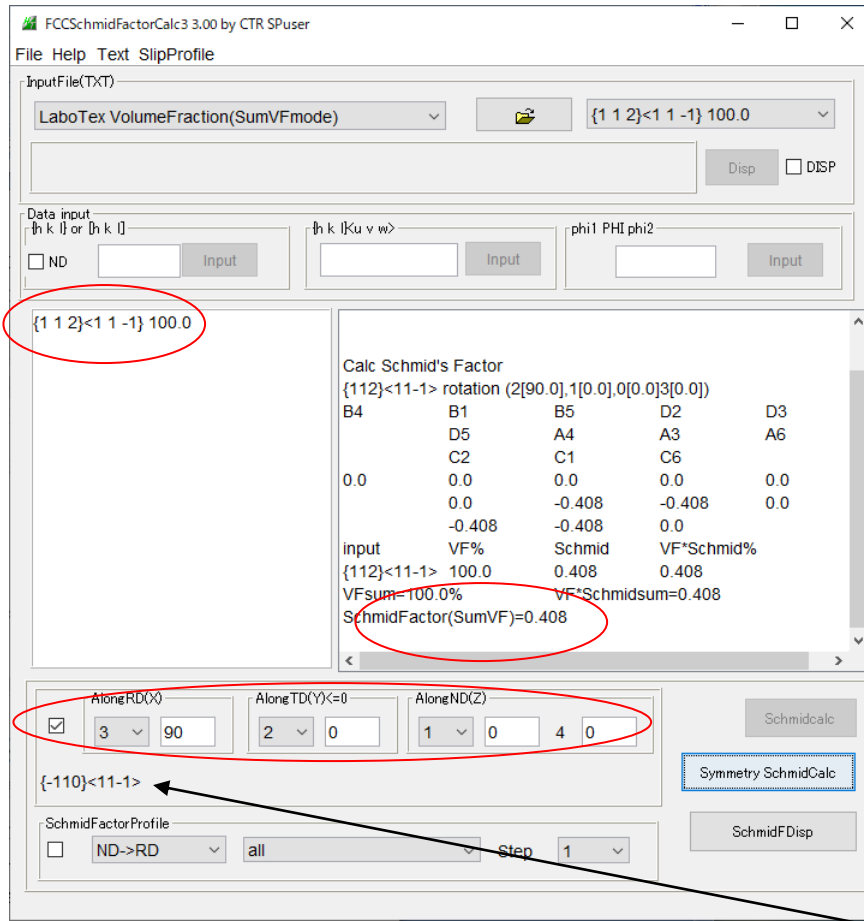 FCCSchmidFactorCalc3 3.00 by CTR SPuser
File Help Text SlipProfile
InputFile(TXT)
LaboTex VolumeFraction(SumVFmode) {1 1 2}<1 1 -1} 100.0
Disp DISP
Data input
{h k l} or [h k l] {h k l}<u v w> phi1 PHI phi2
ND Input Input Input
{1 1 2}<1 1 -1} 100.0
Calc Schmid's Factor
{112}<11-1> rotation (2[90.0],1[0.0],0[0.0]3[0.0])
B4 B1 B5 D2 D3
D5 A4 A3 A6
C2 C1 C6
0.0 0.0 0.0 0.0 0.0
0.0 -0.408 -0.408 0.0
-0.408 -0.408 0.0
input VF% Schmid VF*Schmid%
{112}<11-1> 100.0 0.408 0.408
VFsum=100.0% VF*Schmidsum=0.408
SchmidFactor(SumVF)=0.408
AlongRD(X) AlongTD(Y)<=0 AlongND(Z)
3 90 2 0 1 0 4 0
Schmidcalc
{-110}<11-1>
Symmetry SchmidCalc
SchmidFactorProfile
ND->RD all Step 1
SchmidFDisp